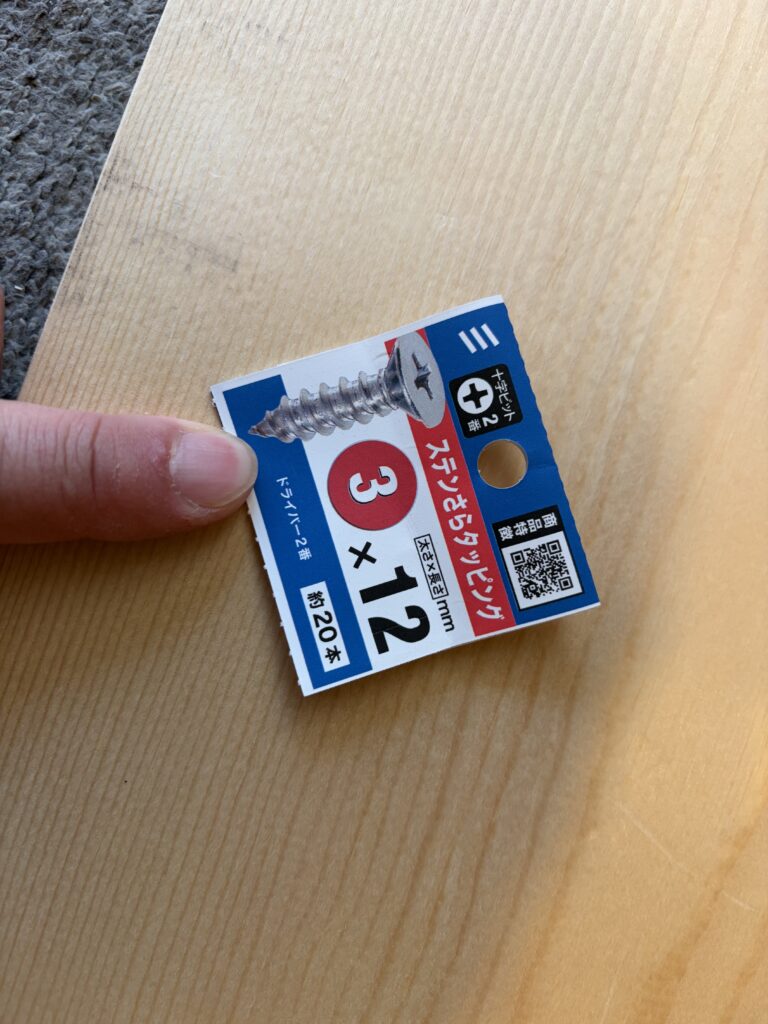 十字ビット
2番
商品特徴
ステンさらタッピング
太さ×長さ mm
3×12
ドライバー2番
約20本